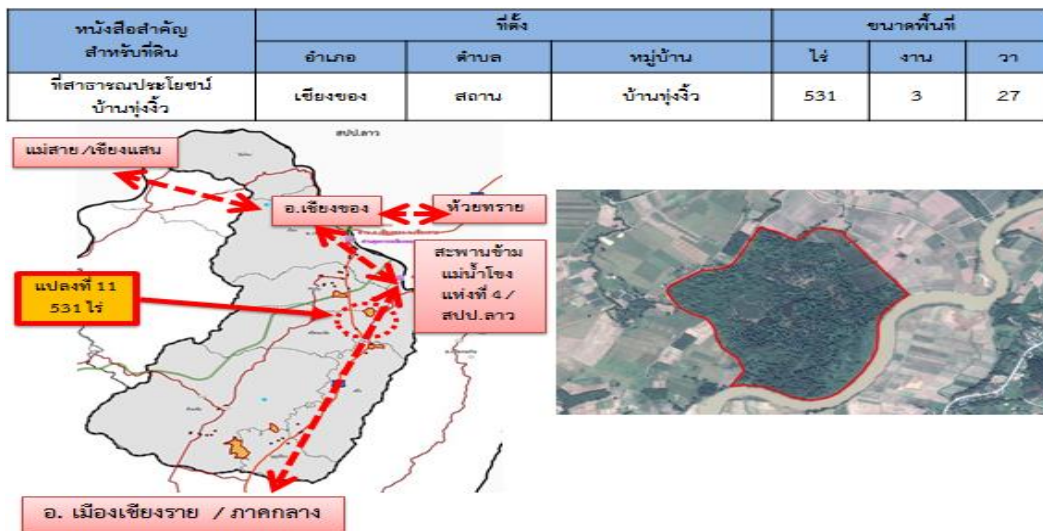 หนังสือสำคัญ
สำหรับที่ดิน
ที่ตั้ง
ขนาดพื้นที่
อำเภอ
ตำบล
หมู่บ้าน
ไร่
งาน
วา
ที่สาธารณประโยชน์
บ้านทุ่งงิ้ว
เชียงของ
สถาน
บ้านทุ่งงิ้ว
531
3
27
สปป.ลาว
แม่สาย /เชียงแสน
อ.เชียงของ
ห้วยทราย
สะพานข้าม
แม่น้ำโขง
แห่งที่ 4 /
สปป.ลาว
แปลงที่ 11
531 ไร่
อ. เมืองเชียงราย / ภาคกลาง